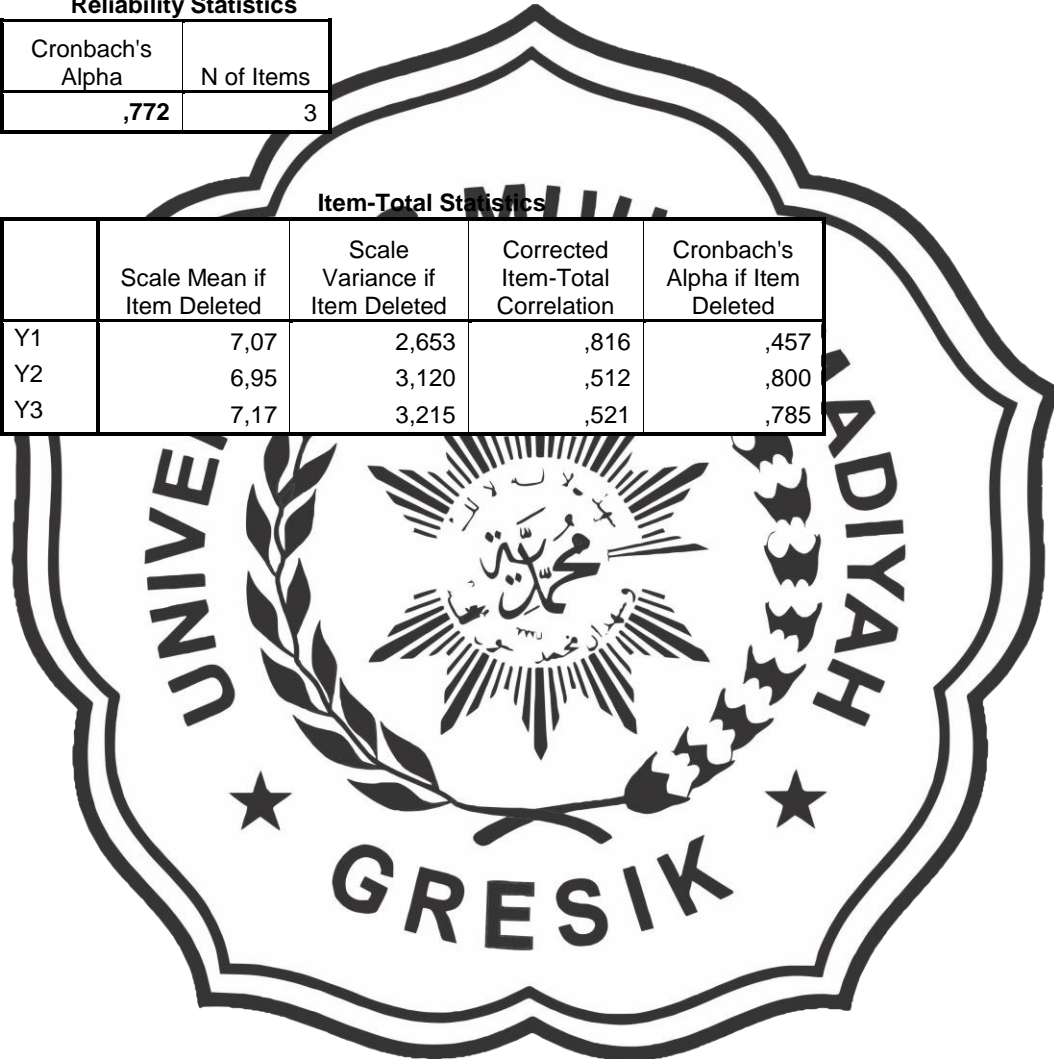 Reliability Statistics
Cronbach's Alpha N of Items
,772 3
Item-Total Statistics
Scale Mean if Item Deleted Scale Variance if Item Deleted Corrected Item-Total Correlation Cronbach's Alpha if Item Deleted
Y1 7,07 2,653 ,816 ,457
Y2 6,95 3,120 ,512 ,800
Y3 7,17 3,215 ,521 ,785
GRESIK